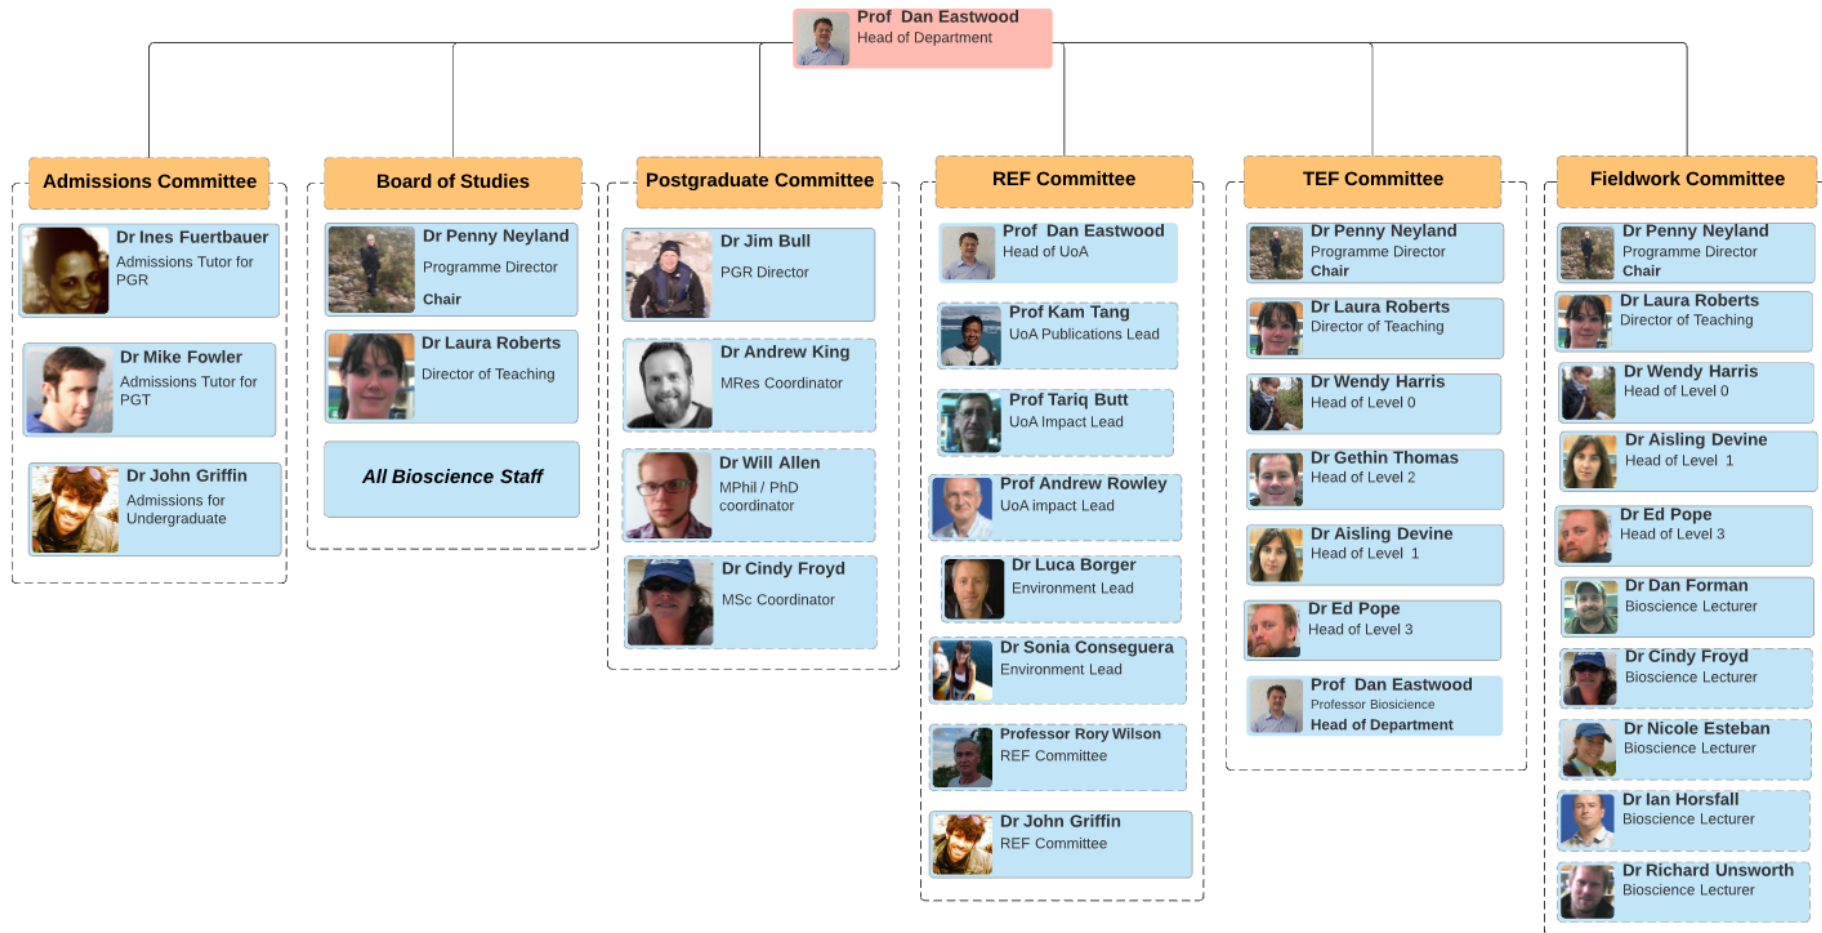 Prof Dan Eastwood
Head of Department
Admissions Committee
Dr Ines Fuertbauer
Admissions Tutor for
PGR
Dr Mike Fowler
Admissions Tutor for
PGT
Dr John Griffin
Admissions for
Undergraduate
Board of Studies
Dr Penny Neyland
Programme Director
Chair
Dr Laura Roberts
Director of Teaching
All Bioscience Staff
Postgraduate Committee
Dr Jim Bull
PGR Director
Dr Andrew King
MRes Coordinator
Dr Will Allen
MPhil / PhD
coordinator
Dr Cindy Froyd
MSc Coordinator
REF Committee
Prof Dan Eastwood
Head of UoA
Prof Kam Tang
UoA Publications Lead
Prof Tariq Butt
UoA Impact Lead
Prof Andrew Rowley
UoA impact Lead
Dr Luca Borger
Environment Lead
Dr Sonia Conseguera
Environment Lead
Professor Rory Wilson
REF Committee
Dr John Griffin
REF Committee
TEF Committee
Dr Penny Neyland
Programme Director
Chair
Dr Laura Roberts
Director of Teaching
Dr Wendy Harris
Head of Level 0
Dr Gethin Thomas
Head of Level 2
Dr Aisling Devine
Head of Level 1
Dr Ed Pope
Head of Level 3
Prof Dan Eastwood
Professor Biosicience
Head of Department
Fieldwork Committee
Dr Penny Neyland
Programme Director
Chair
Dr Laura Roberts
Director of Teaching
Dr Wendy Harris
Head of Level 0
Dr Aisling Devine
Head of Level 1
Dr Ed Pope
Head of Level 3
Dr Dan Forman
Bioscience Lecturer
Dr Cindy Froyd
Bioscience Lecturer
Dr Nicole Esteban
Bioscience Lecturer
Dr Ian Horsfall
Bioscience Lecturer
Dr Richard Unsworth
Bioscience Lecturer